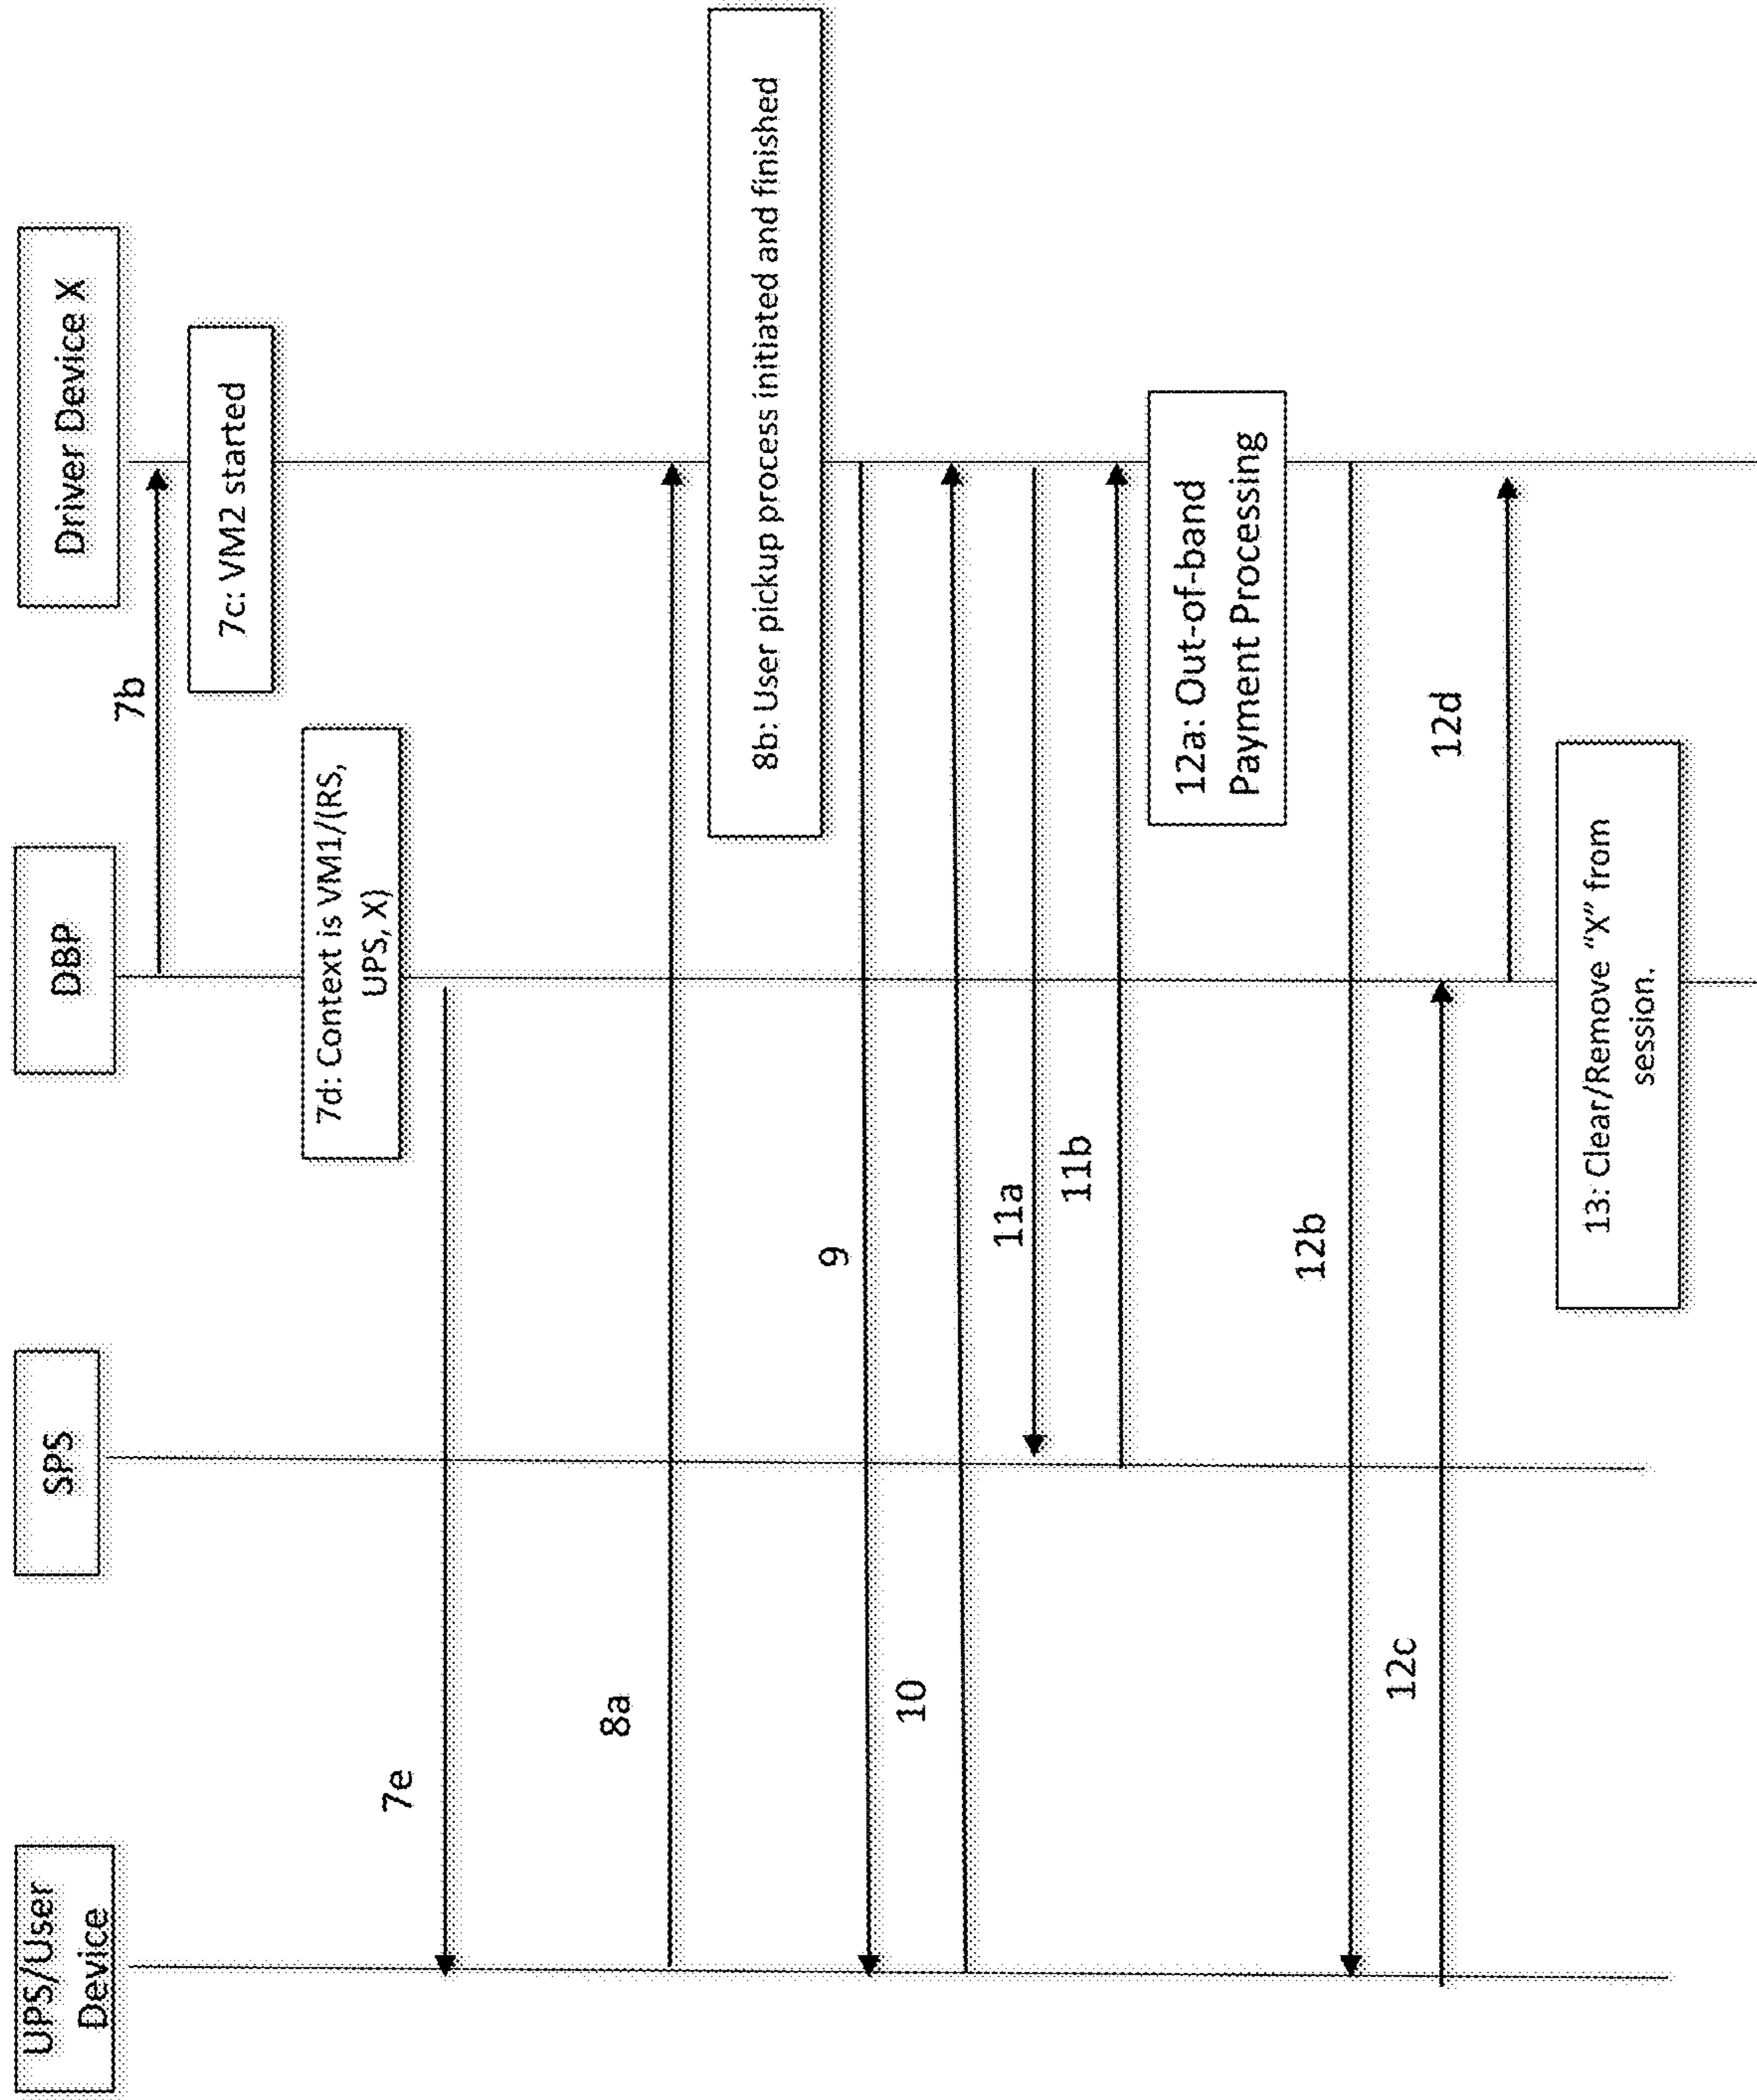 UPS/User
Device
SPS
DBP
Driver Device X
7b
7c: VM2 started
7d: Context is VM1/(RS,
UPS, X}
7e
8a
8b: User pickup process initiated and finished
9
10
11a
11b
12a: Out-of-band
Payment Processing
12b
12c
12d
13: Clear/Remove "X" from
session.